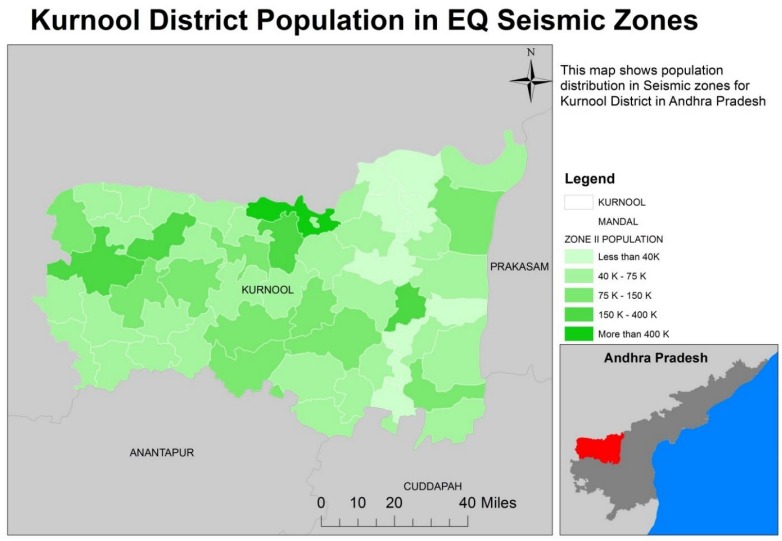 Kurnool District Population in EQ Seismic Zones
N
This map shows population
distribution in Seismic zones for
Kurnool District in Andhra Pradesh
Legend
KURNOOL
MANDAL
ZONE II POPULATION
Less than 40K
40 K - 75 K
75 K - 150 K
150 K - 400 K
More than 400 K
PRAKASAM
KURNOOL
ANANTAPUR
CUDDAPAH
0 10 20 40 Miles
Andhra Pradesh